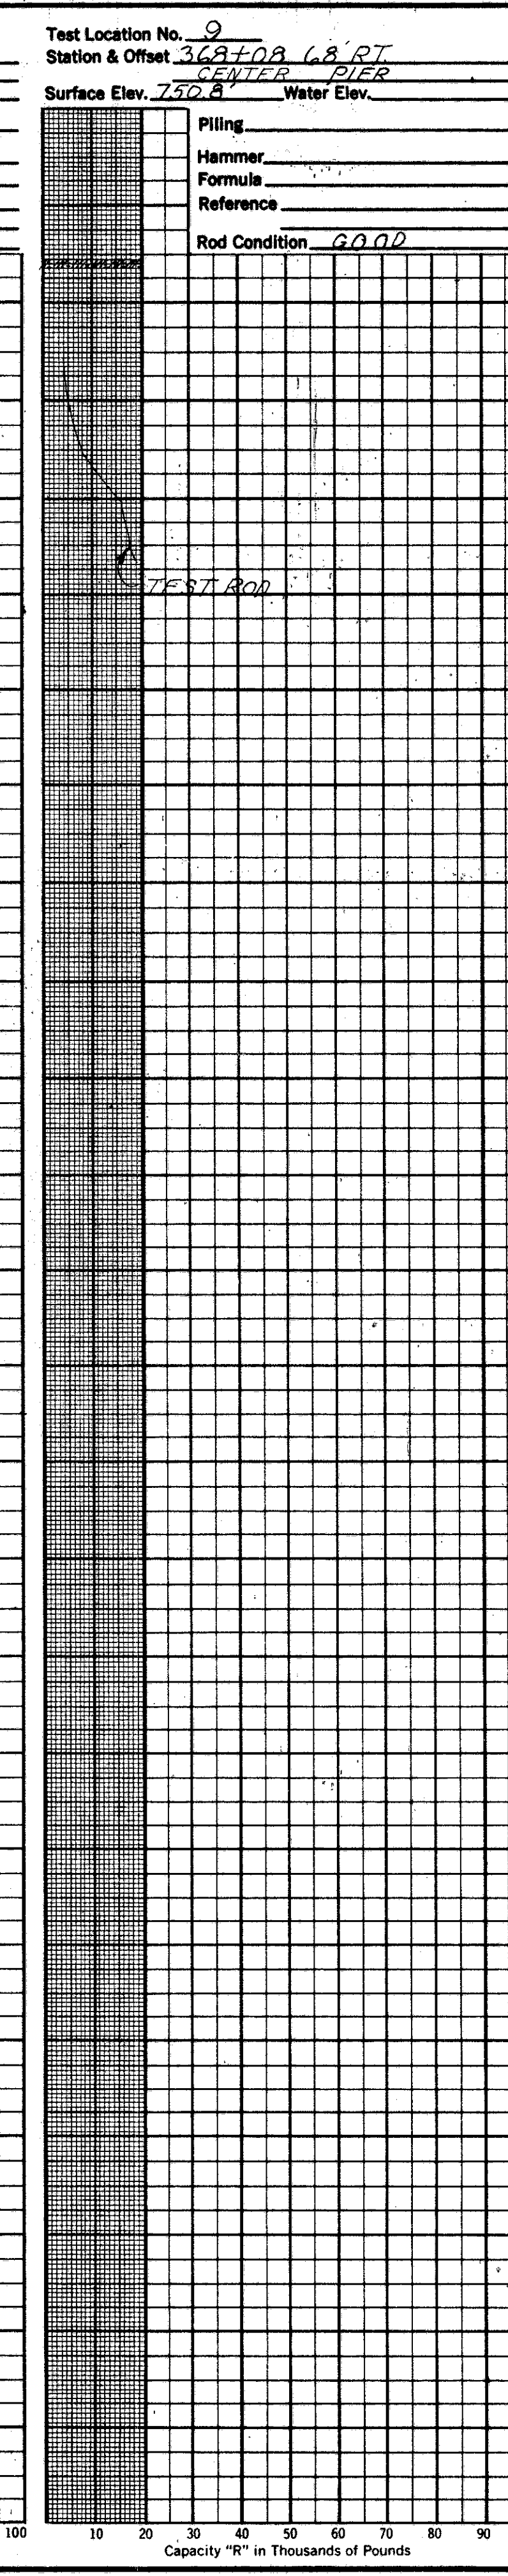 Test Location No. 9
Station & Offset 368+08 68' RT.
CENTER PIER
Surface Elev. 750.8' Water Elev.
Piling
Hammer
Formula
Reference
Rod Condition GOOD
TEST ROD
100 10 20 30 40 50 60 70 80 90
Capacity "R" in Thousands of Pounds